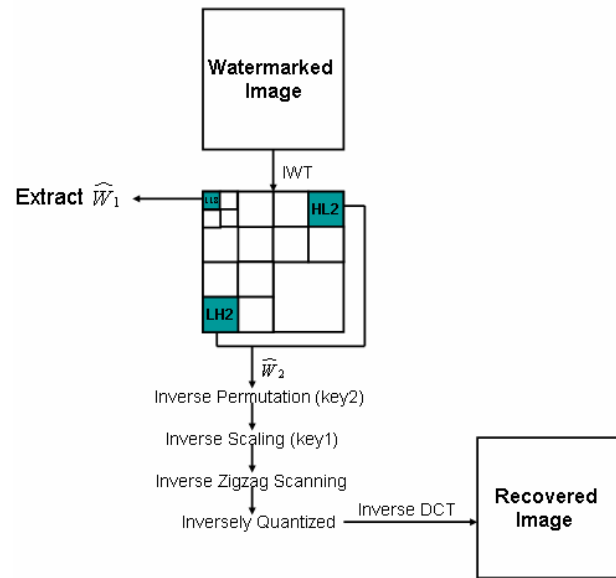 Watermarked
Image
IWT
Extract Ŵ₁
HL2
LH2
Ŵ₂
Inverse Permutation (key2)
Inverse Scaling (key1)
Inverse Zigzag Scanning
Inversely Quantized
Inverse DCT
Recovered
Image